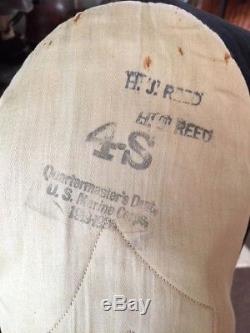 H. J. REED
H. J. REED
4-S
Quartermaster's Dept.
U. S. Marine Corps.